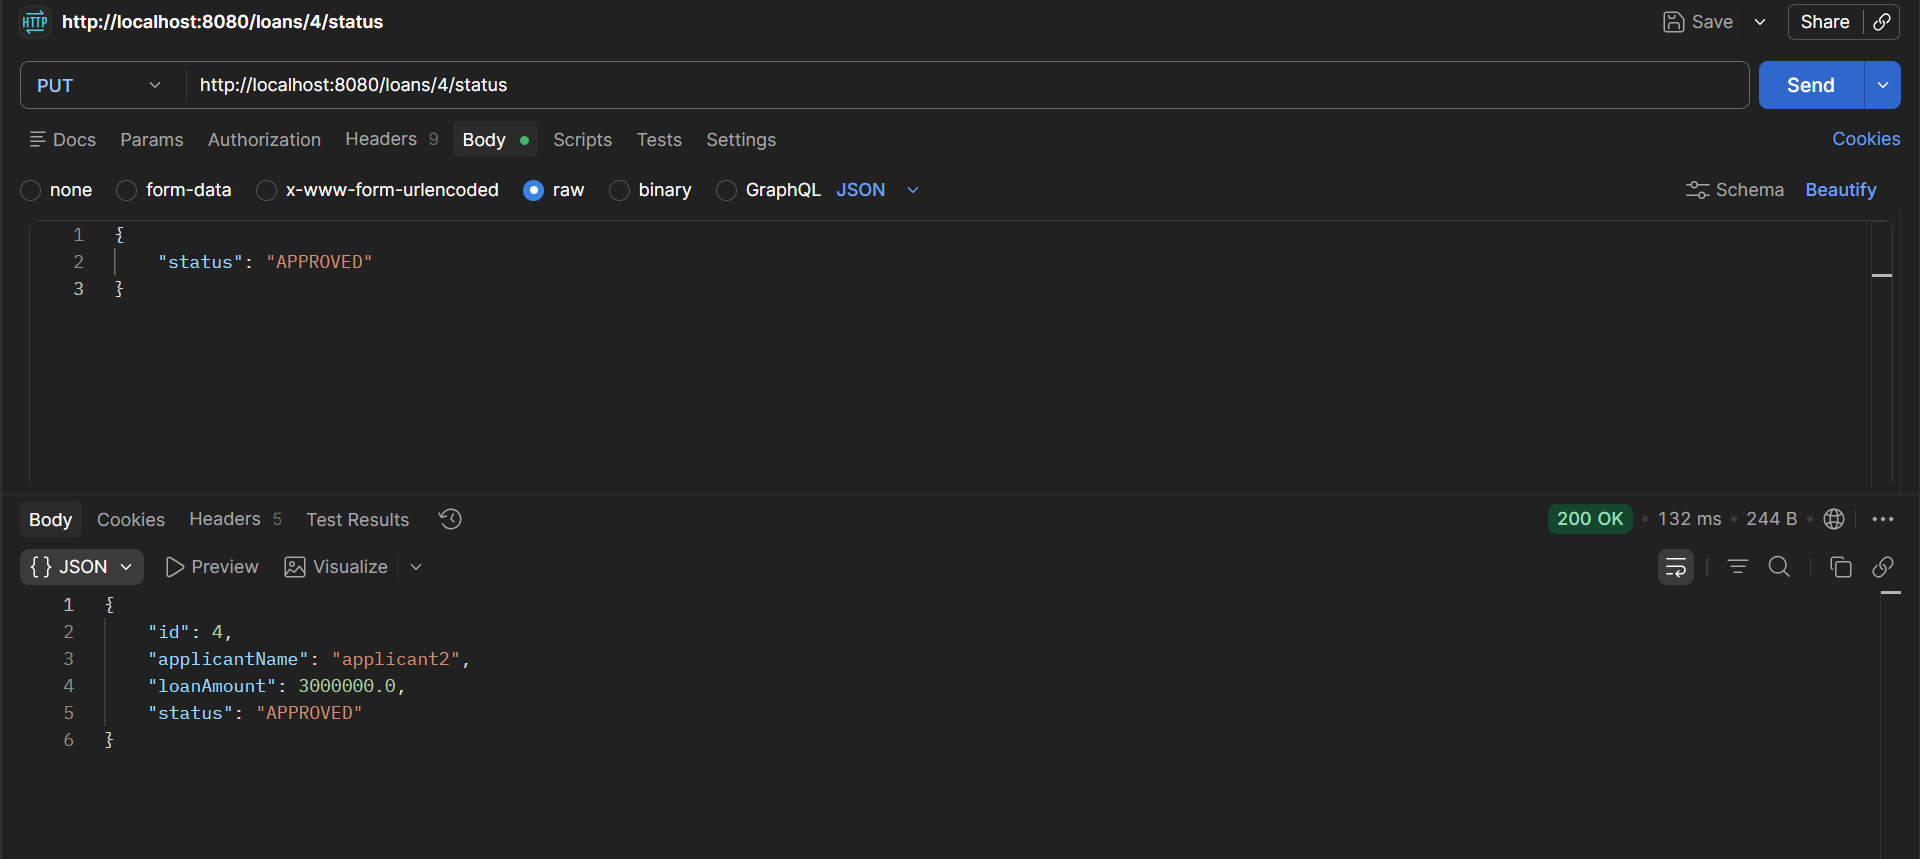 HTTP http://localhost:8080/loans/4/status Save Share
PUT http://localhost:8080/loans/4/status Send
Docs Params Authorization Headers 9 Body Scripts Tests Settings Cookies
none form-data x-www-form-urlencoded raw binary GraphQL JSON Schema Beautify
1 {
2 "status": "APPROVED"
3 }
Body Cookies Headers 5 Test Results 200 OK • 132 ms • 244 B •
{} JSON Preview Visualize
1 {
2 "id": 4,
3 "applicantName": "applicant2",
4 "loanAmount": 3000000.0,
5 "status": "APPROVED"
6 }